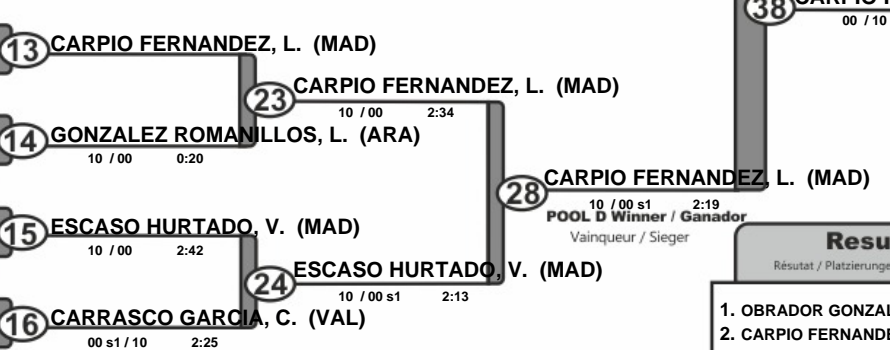 38
00 / 10
13 CARPIO FERNANDEZ, L. (MAD)
23 CARPIO FERNANDEZ, L. (MAD)
10 / 00 2:34
14 GONZALEZ ROMANILLOS, L. (ARA)
10 / 00 0:20
28 CARPIO FERNANDEZ, L. (MAD)
10 / 00 s1 2:19
POOL D Winner / Ganador
Vainqueur / Sieger
15 ESCASO HURTADO, V. (MAD)
10 / 00 2:42
24 ESCASO HURTADO, V. (MAD)
10 / 00 s1 2:13
16 CARRASCO GARCIA, C. (VAL)
00 s1 / 10 2:25
Resu
Résutat / Platzierunge
1. OBRADOR GONZAL
2. CARPIO FERNANDE